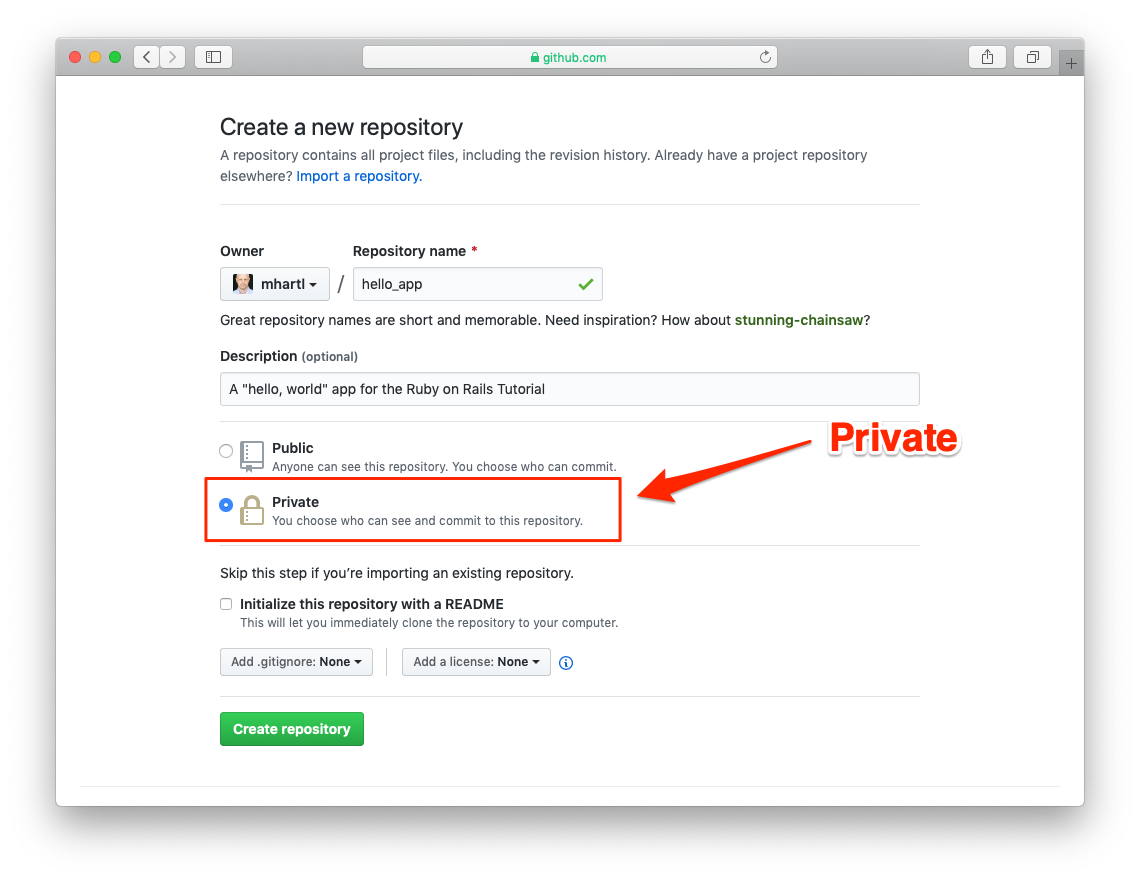 github.com
Create a new repository
A repository contains all project files, including the revision history. Already have a project repository
elsewhere? Import a repository.
Owner
Repository name *
mhartl / hello_app
Great repository names are short and memorable. Need inspiration? How about stunning-chainsaw?
Description (optional)
A "hello, world" app for the Ruby on Rails Tutorial
Public
Anyone can see this repository. You choose who can commit.
Private
Private
You choose who can see and commit to this repository.
Skip this step if you’re importing an existing repository.
Initialize this repository with a README
This will let you immediately clone the repository to your computer.
Add .gitignore: None
Add a license: None
Create repository